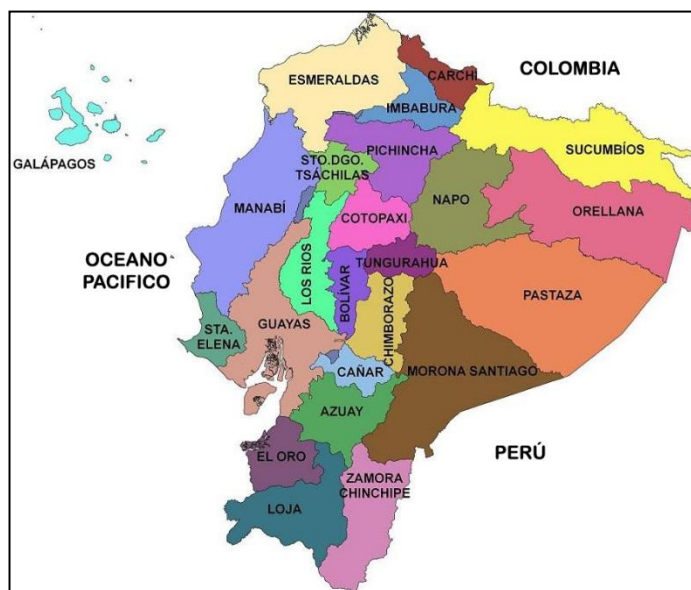 ESMERALDAS
CARCHI
COLOMBIA
IMBABURA
PICHINCHA
SUCUMBÍOS
GALÁPAGOS
STO.DGO.
TSÁCHILAS
MANABÍ
COTOPAXI
NAPO
ORELLANA
OCEANO
PACIFICO
LOS RIOS
BOLÍVAR
TUNGURAHUA
CHIMBORAZO
PASTAZA
STA.
ELENA
GUAYAS
CAÑAR
MORONA SANTIAGO
AZUAY
PERÚ
EL ORO
ZAMORA
CHINCHIPE
LOJA